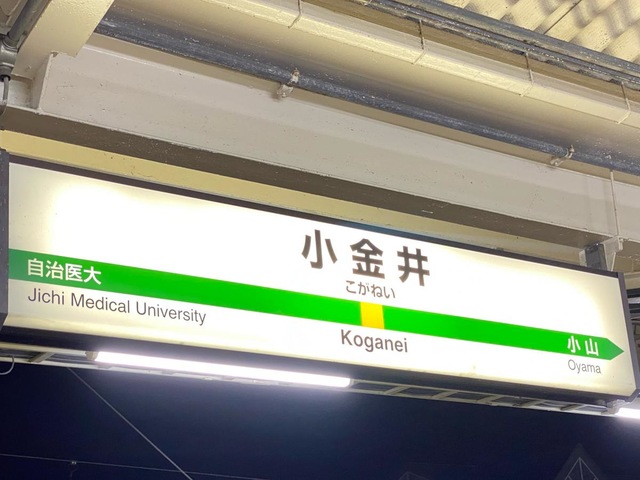 小金井
こがねい
Koganei
自治医大
Jichi Medical University
小山
Oyama